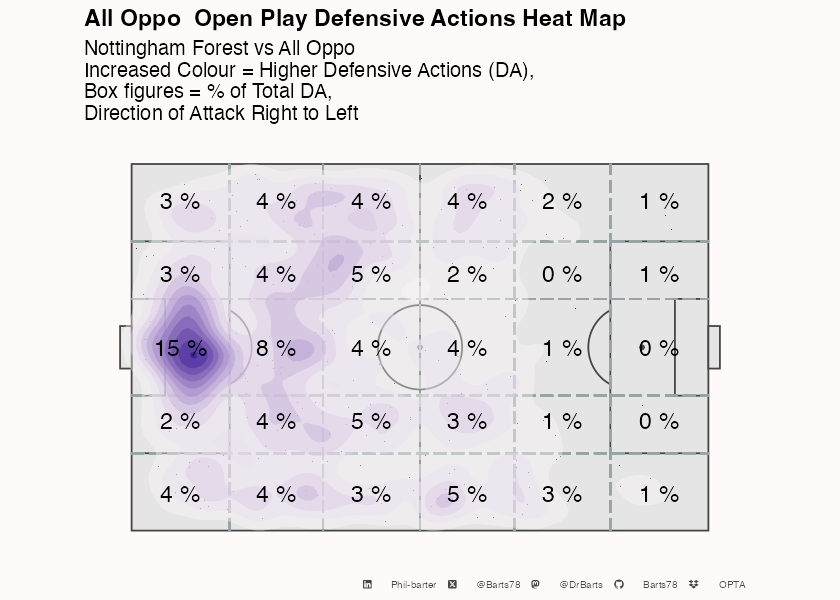 All Oppo  Open Play Defensive Actions Heat Map
Nottingham Forest vs All Oppo
Increased Colour = Higher Defensive Actions (DA),
Box figures = % of Total DA,
Direction of Attack Right to Left
3 % 4 % 4 % 4 % 2 % 1 %
3 % 4 % 5 % 2 % 0 % 1 %
15 % 8 % 4 % 4 % 1 % 0 %
2 % 4 % 5 % 3 % 1 % 0 %
4 % 4 % 3 % 5 % 3 % 1 %
Phil-barter @Barts78 @DrBarts Barts78 OPTA